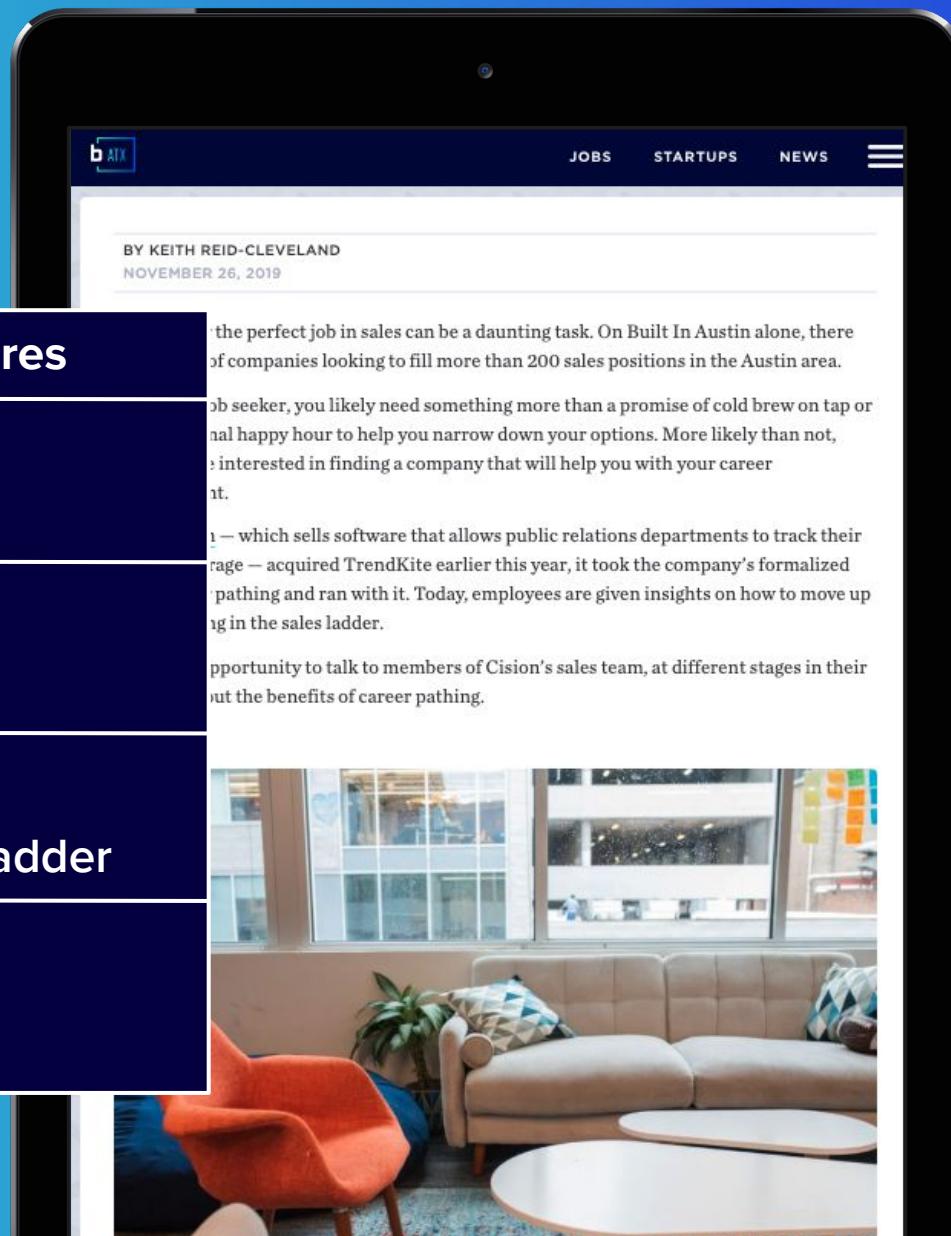 b ATX
JOBS STARTUPS NEWS
BY KEITH REID-CLEVELAND
NOVEMBER 26, 2019
res
the perfect job in sales can be a daunting task. On Built In Austin alone, there
of companies looking to fill more than 200 sales positions in the Austin area.
ob seeker, you likely need something more than a promise of cold brew on tap or
nal happy hour to help you narrow down your options. More likely than not,
e interested in finding a company that will help you with your career
nt.
n — which sells software that allows public relations departments to track their
rage — acquired TrendKite earlier this year, it took the company’s formalized
pathing and ran with it. Today, employees are given insights on how to move up
ng in the sales ladder.
pportunity to talk to members of Cision’s sales team, at different stages in their
out the benefits of career pathing.
adder